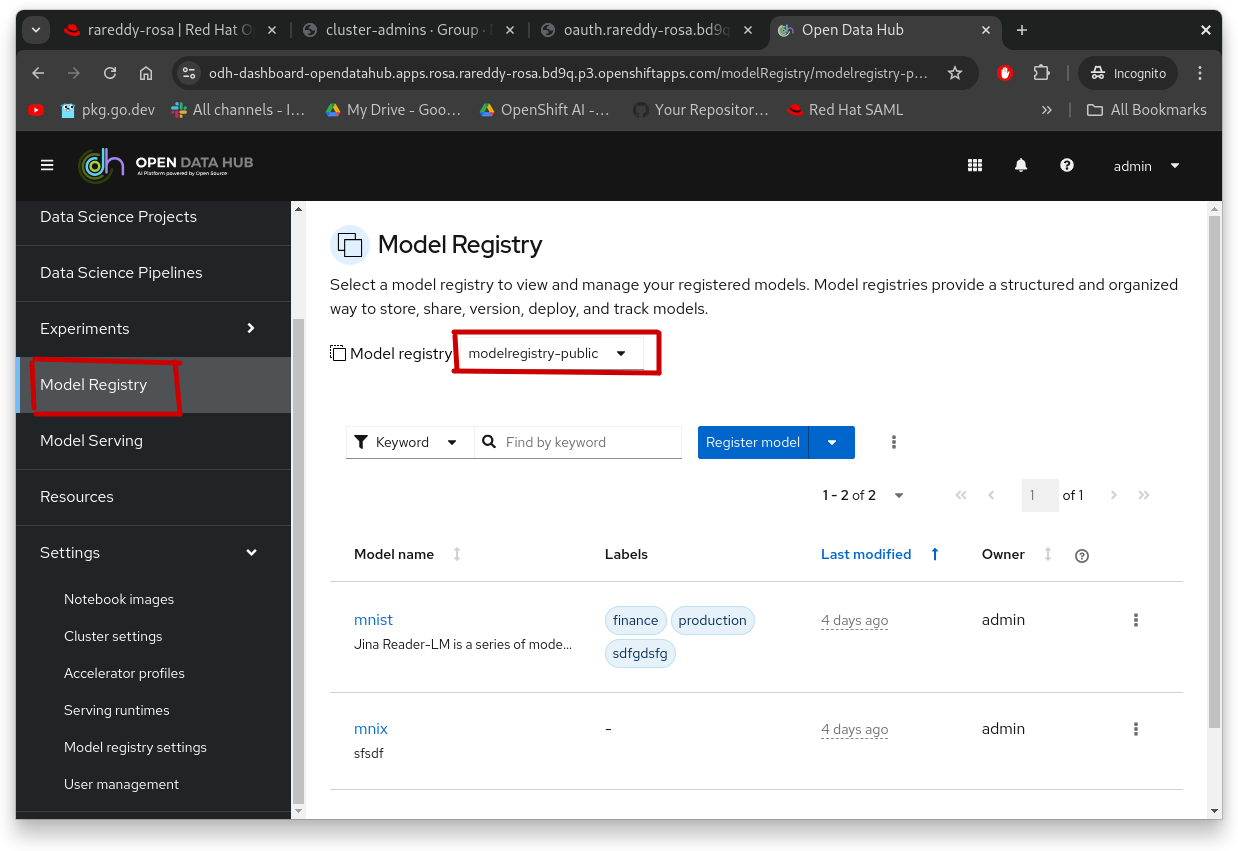 rareddy-rosa | Red Hat O
cluster-admins · Group ·
oauth.rareddy-rosa.bd9q
Open Data Hub
odh-dashboard-opendatahub.apps.rosa.rareddy-rosa.bd9q.p3.openshiftapps.com/modelRegistry/modelregistry-p...
Incognito
pkg.go.dev
All channels - I...
My Drive - Goo...
OpenShift AI -...
Your Repositor...
Red Hat SAML
»
All Bookmarks
OPEN DATA HUB
AI Platform powered by Open Source
admin
Data Science Projects
Data Science Pipelines
Experiments
Model Registry
Model Serving
Resources
Settings
Notebook images
Cluster settings
Accelerator profiles
Serving runtimes
Model registry settings
User management
Model Registry
Select a model registry to view and manage your registered models. Model registries provide a structured and organized
way to store, share, version, deploy, and track models.
Model registry modelregistry-public
Keyword
Find by keyword
Register model
1 - 2 of 2
1 of 1
Model name Labels Last modified Owner
mnist finance production 4 days ago admin
Jina Reader-LM is a series of mode...
sdfgdsfg
mnix - 4 days ago admin
sfsdf